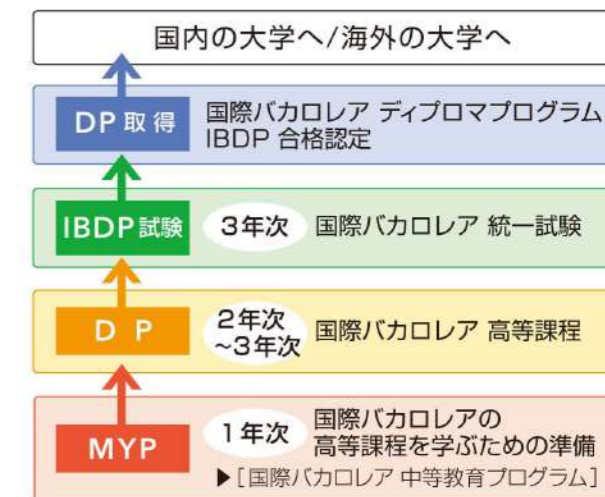 国内の大学へ/海外の大学へ
DP取得
国際バカロレア ディプロマプログラム
IBDP 合格認定
IBDP試験
3年次
国際バカロレア 統一試験
DP
2年次
～3年次
国際バカロレア 高等課程
MYP
1年次
国際バカロレアの
高等課程を学ぶための準備
▶[国際バカロレア 中等教育プログラム]